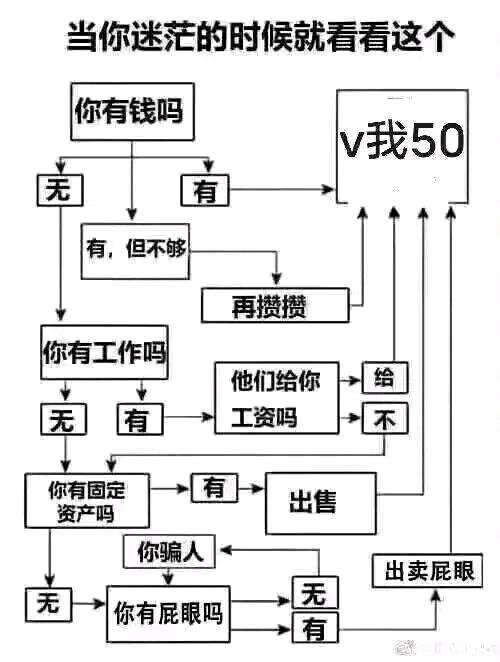 当你迷茫的时候就看看这个
你有钱吗
v我50
无
有
有，但不够
再攒攒
你有工作吗
他们给你
工资吗
给
无
有
不
你有固定
资产吗
有
出售
你骗人
出卖屁眼
无
你有屁眼吗
无
有